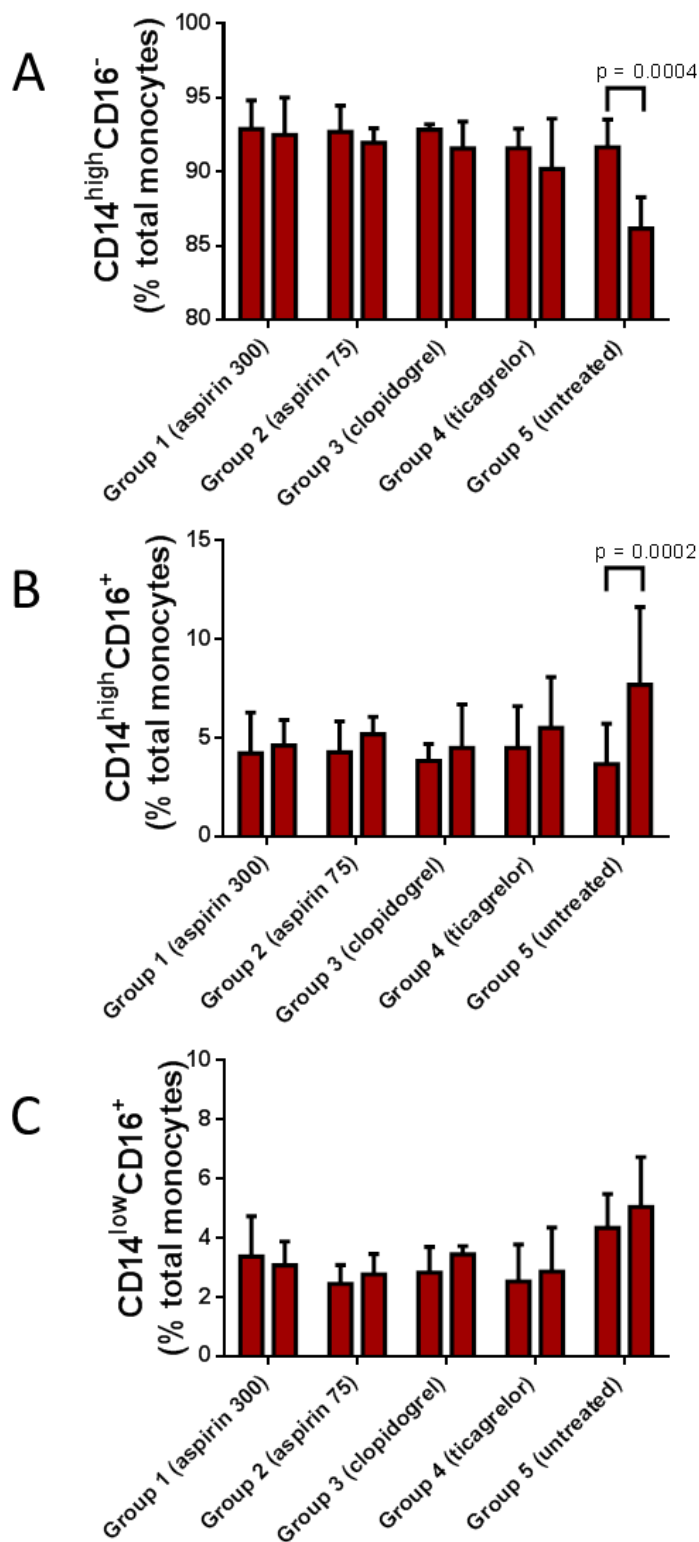 A
CD14highCD16-
(% total monocytes)
100
95
90
85
80
p = 0.0004
Group 1 (aspirin 300)
Group 2 (aspirin 75)
Group 3 (clopidogrel)
Group 4 (ticagrelor)
Group 5 (untreated)
B
CD14highCD16+
(% total monocytes)
15
10
5
0
p = 0.0002
Group 1 (aspirin 300)
Group 2 (aspirin 75)
Group 3 (clopidogrel)
Group 4 (ticagrelor)
Group 5 (untreated)
C
CD14lowCD16+
(% total monocytes)
10
8
6
4
2
0
Group 1 (aspirin 300)
Group 2 (aspirin 75)
Group 3 (clopidogrel)
Group 4 (ticagrelor)
Group 5 (untreated)